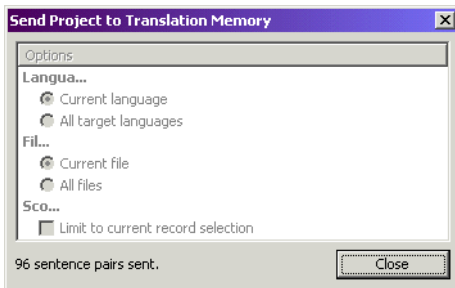 Send Project to Translation Memory
Options
Langua...
Current language
All target languages
Fil...
Current file
All files
Sco...
Limit to current record selection
96 sentence pairs sent.
Close